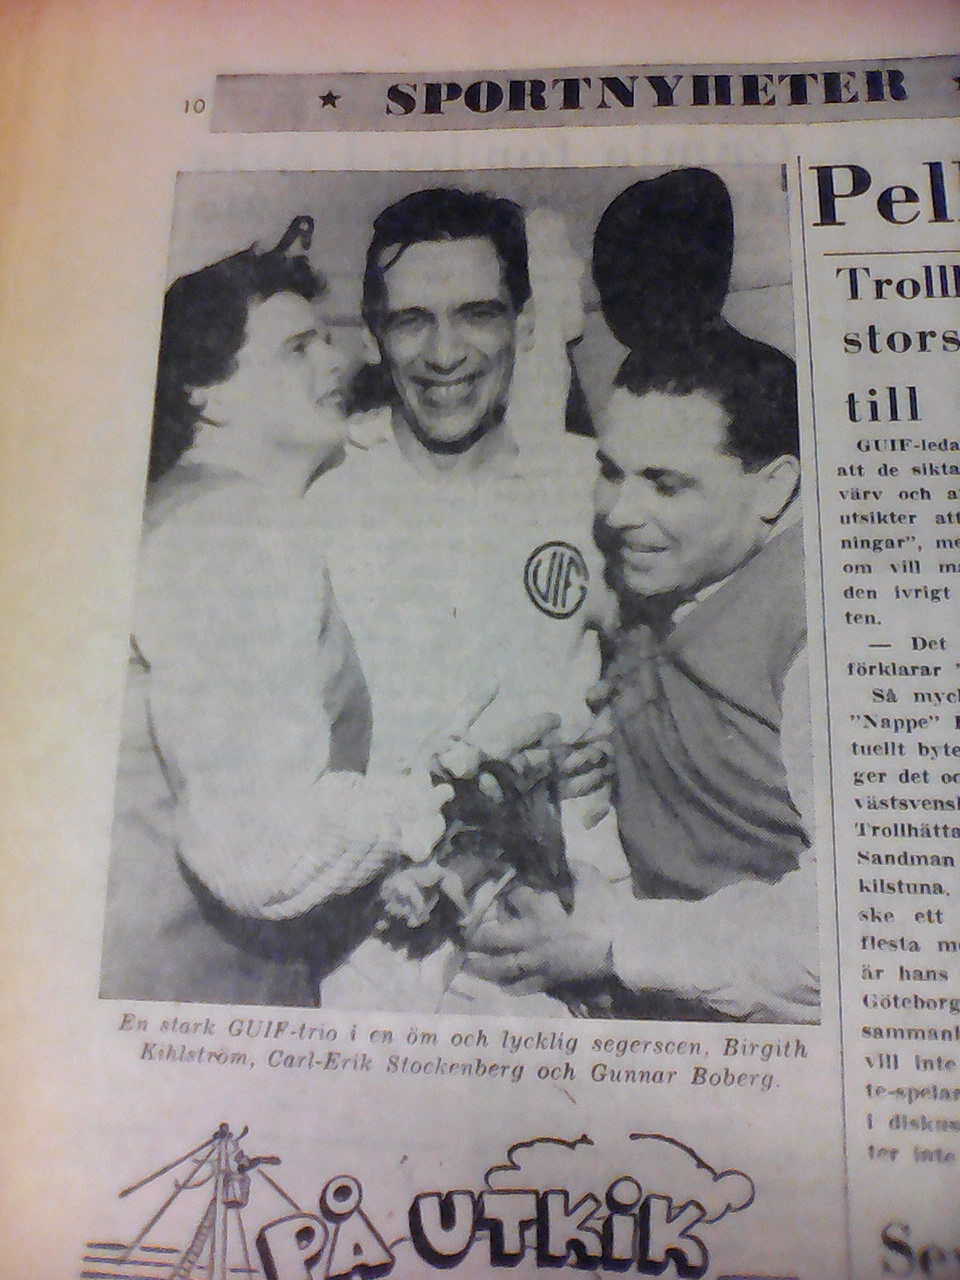 10
★ SPORTNYHETER
GUIF
En stark GUIF-trio i en öm och lycklig segerscen, Birgith
Kihlström, Carl-Erik Stockenberg och Gunnar Boberg.
PÅ UTKIK
Pell
Trollh
stors
till
GUIF-leda
att de sikta
värv och a
utsikter att
ningar", me
om vill ma
den ivrigt
ten.
— Det
förklarar "
Så myck
"Nappe"
tuellt byte
ger det oc
västsvensk
Trollhätta
Sandman
kilstuna.
ske ett
flesta me
är hans
Göteborg
sammanl
vill inte
te-spelar
i diskus
ter inte
Se